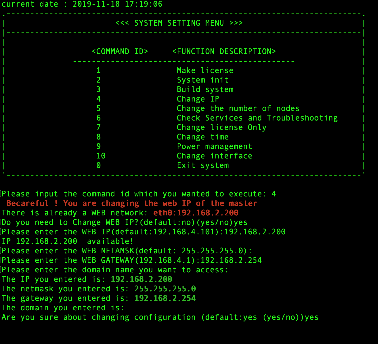 current date : 2019-11-18 17:19:06
<<< SYSTEM SETTING MENU >>>
<COMMAND ID> <FUNCTION DESCRIPTION>
1 Make license
2 System init
3 Build system
4 Change IP
5 Change the number of nodes
6 Check Services and Troubleshooting
7 Change license Only
8 Change time
9 Power management
10 Change interface
0 Exit system
Please input the command id which you wanted to execute: 4
Becareful ! You are changing the web IP of the master
There is already a WEB network: eth0:192.168.2.200
Do you need to Change WEB IP?(default:no)(yes/no)yes
Please enter the WEB IP(default:192.168.4.101):192.168.2.200
IP 192.168.2.200 available!
Please enter the WEB NETAMSK(default: 255.255.255.0):
Please enter the WEB GATEWAY(192.168.4.1):192.168.2.254
Please enter the domain name you want to access:
The IP you entered is: 192.168.2.200
The netmask you entered is: 255.255.255.0
The gateway you entered is: 192.168.2.254
The domain you entered is:
Are you sure about changing configuration (default:yes (yes/no))yes